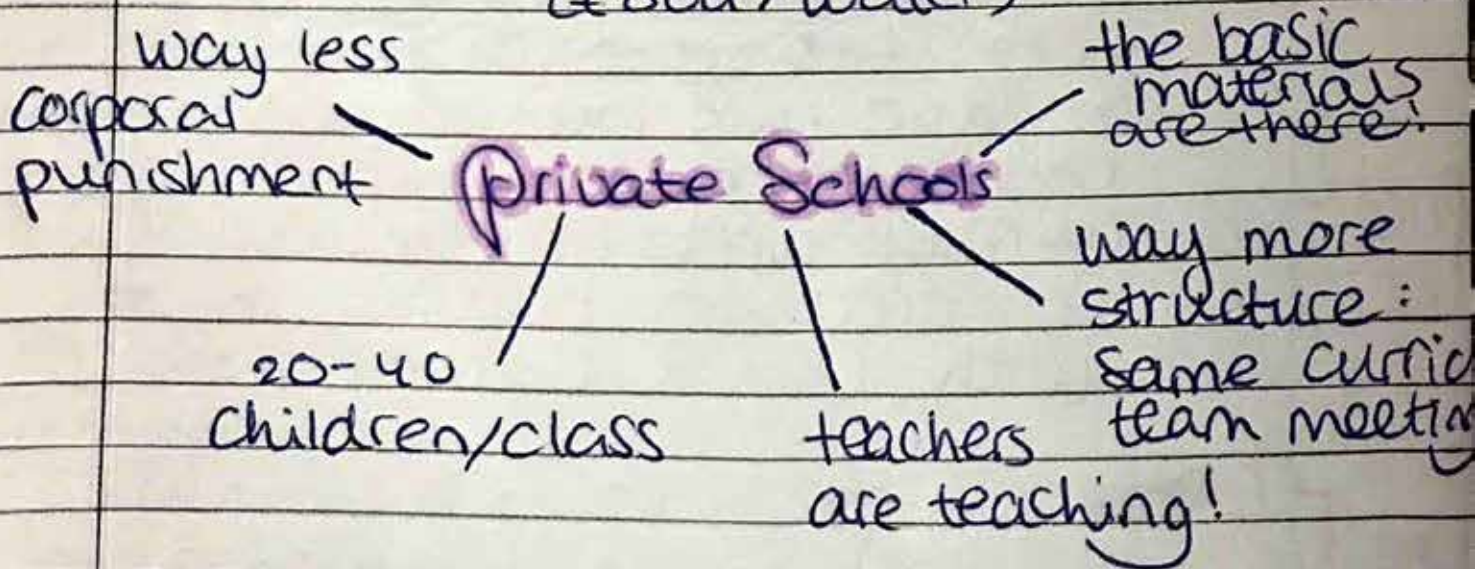 way less
corporal
punishment
the basic
materials
are there!
Private Schools
way more
structure:
same
team
20-40
children/class
teachers
are teaching!